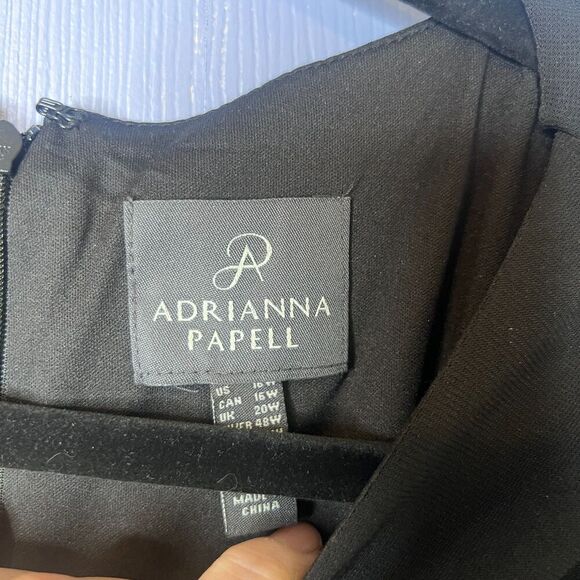 ADRIANNA
PAPELL
US 16W
CAN 16W
UK 20W
48W
MADE
CHINA